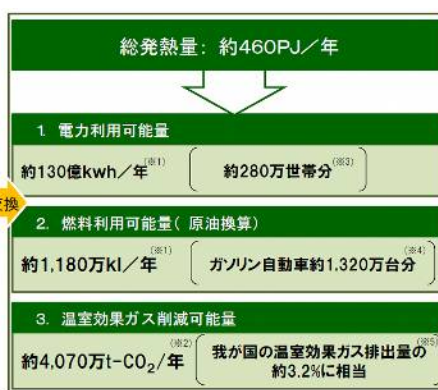 総発熱量: 約460PJ/年
1. 電力利用可能量
約130億kwh/年(※1)
約280万世帯分(※3)
換
2. 燃料利用可能量( 原油換算)
約1,180万kl/年(※1)
ガソリン自動車約1,320万台分(※4)
3. 温室効果ガス削減可能量
約4,070万t-CO₂/年(※2)
我が国の温室効果ガス排出量の
約3.2%に相当(※5)